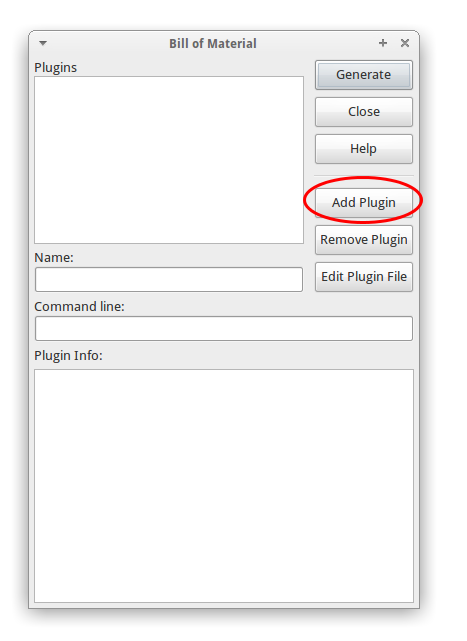 Bill of Material
Plugins
Generate
Close
Help
Add Plugin
Remove Plugin
Name:
Edit Plugin File
Command line:
Plugin Info: